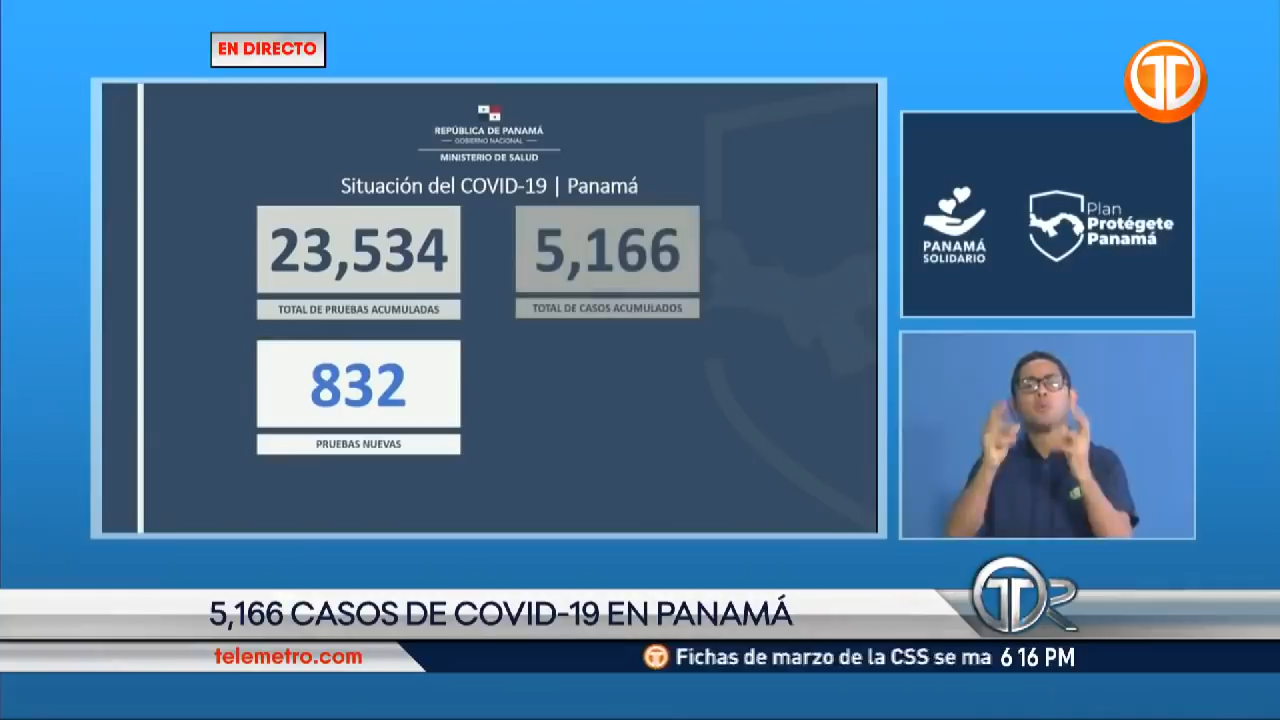 EN DIRECTO
REPÚBLICA DE PANAMÁ
GOBIERNO NACIONAL
MINISTERIO DE SALUD
Situación del COVID-19 | Panamá
23,534
TOTAL DE PRUEBAS ACUMULADAS
5,166
TOTAL DE CASOS ACUMULADOS
832
PRUEBAS NUEVAS
PANAMÁ
SOLIDARIO
Plan
Protégete
Panamá
5,166 CASOS DE COVID-19 EN PANAMÁ
TR
telemetro.com
Fichas de marzo de la CSS se ma 6 16 PM